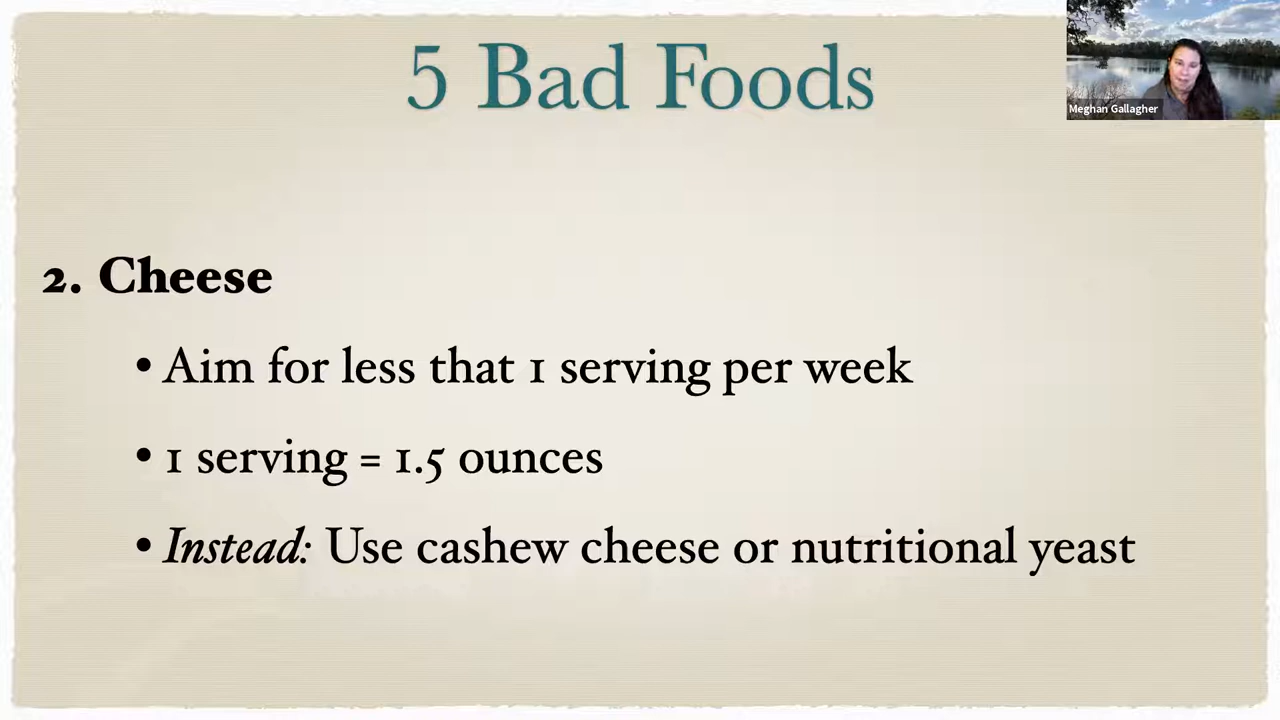 5 Bad Foods
Meghan Gallagher
2. Cheese
• Aim for less that 1 serving per week
• 1 serving = 1.5 ounces
• Instead: Use cashew cheese or nutritional yeast